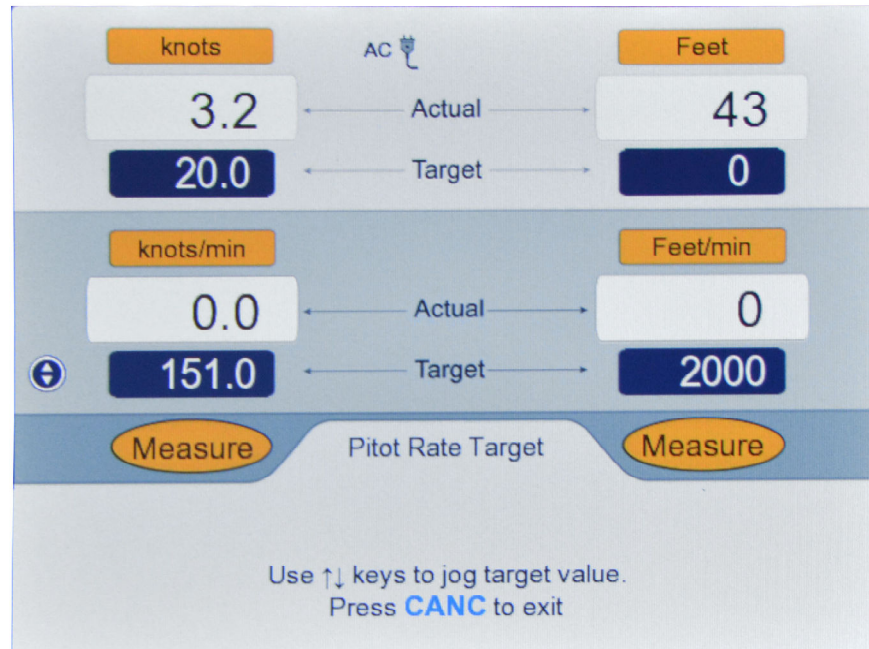 knots AC Feet
3.2 Actual 43
20.0 Target 0
knots/min Feet/min
0.0 Actual 0
151.0 Target 2000
Measure Pitot Rate Target Measure
Use ↑↓ keys to jog target value.
Press CANC to exit